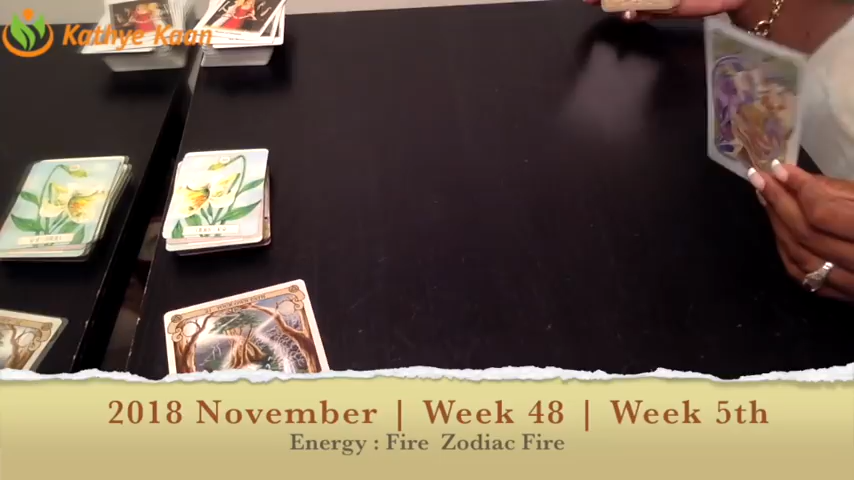 Kathye Kaan
2018 November | Week 48 | Week 5th
Energy : Fire Zodiac Fire